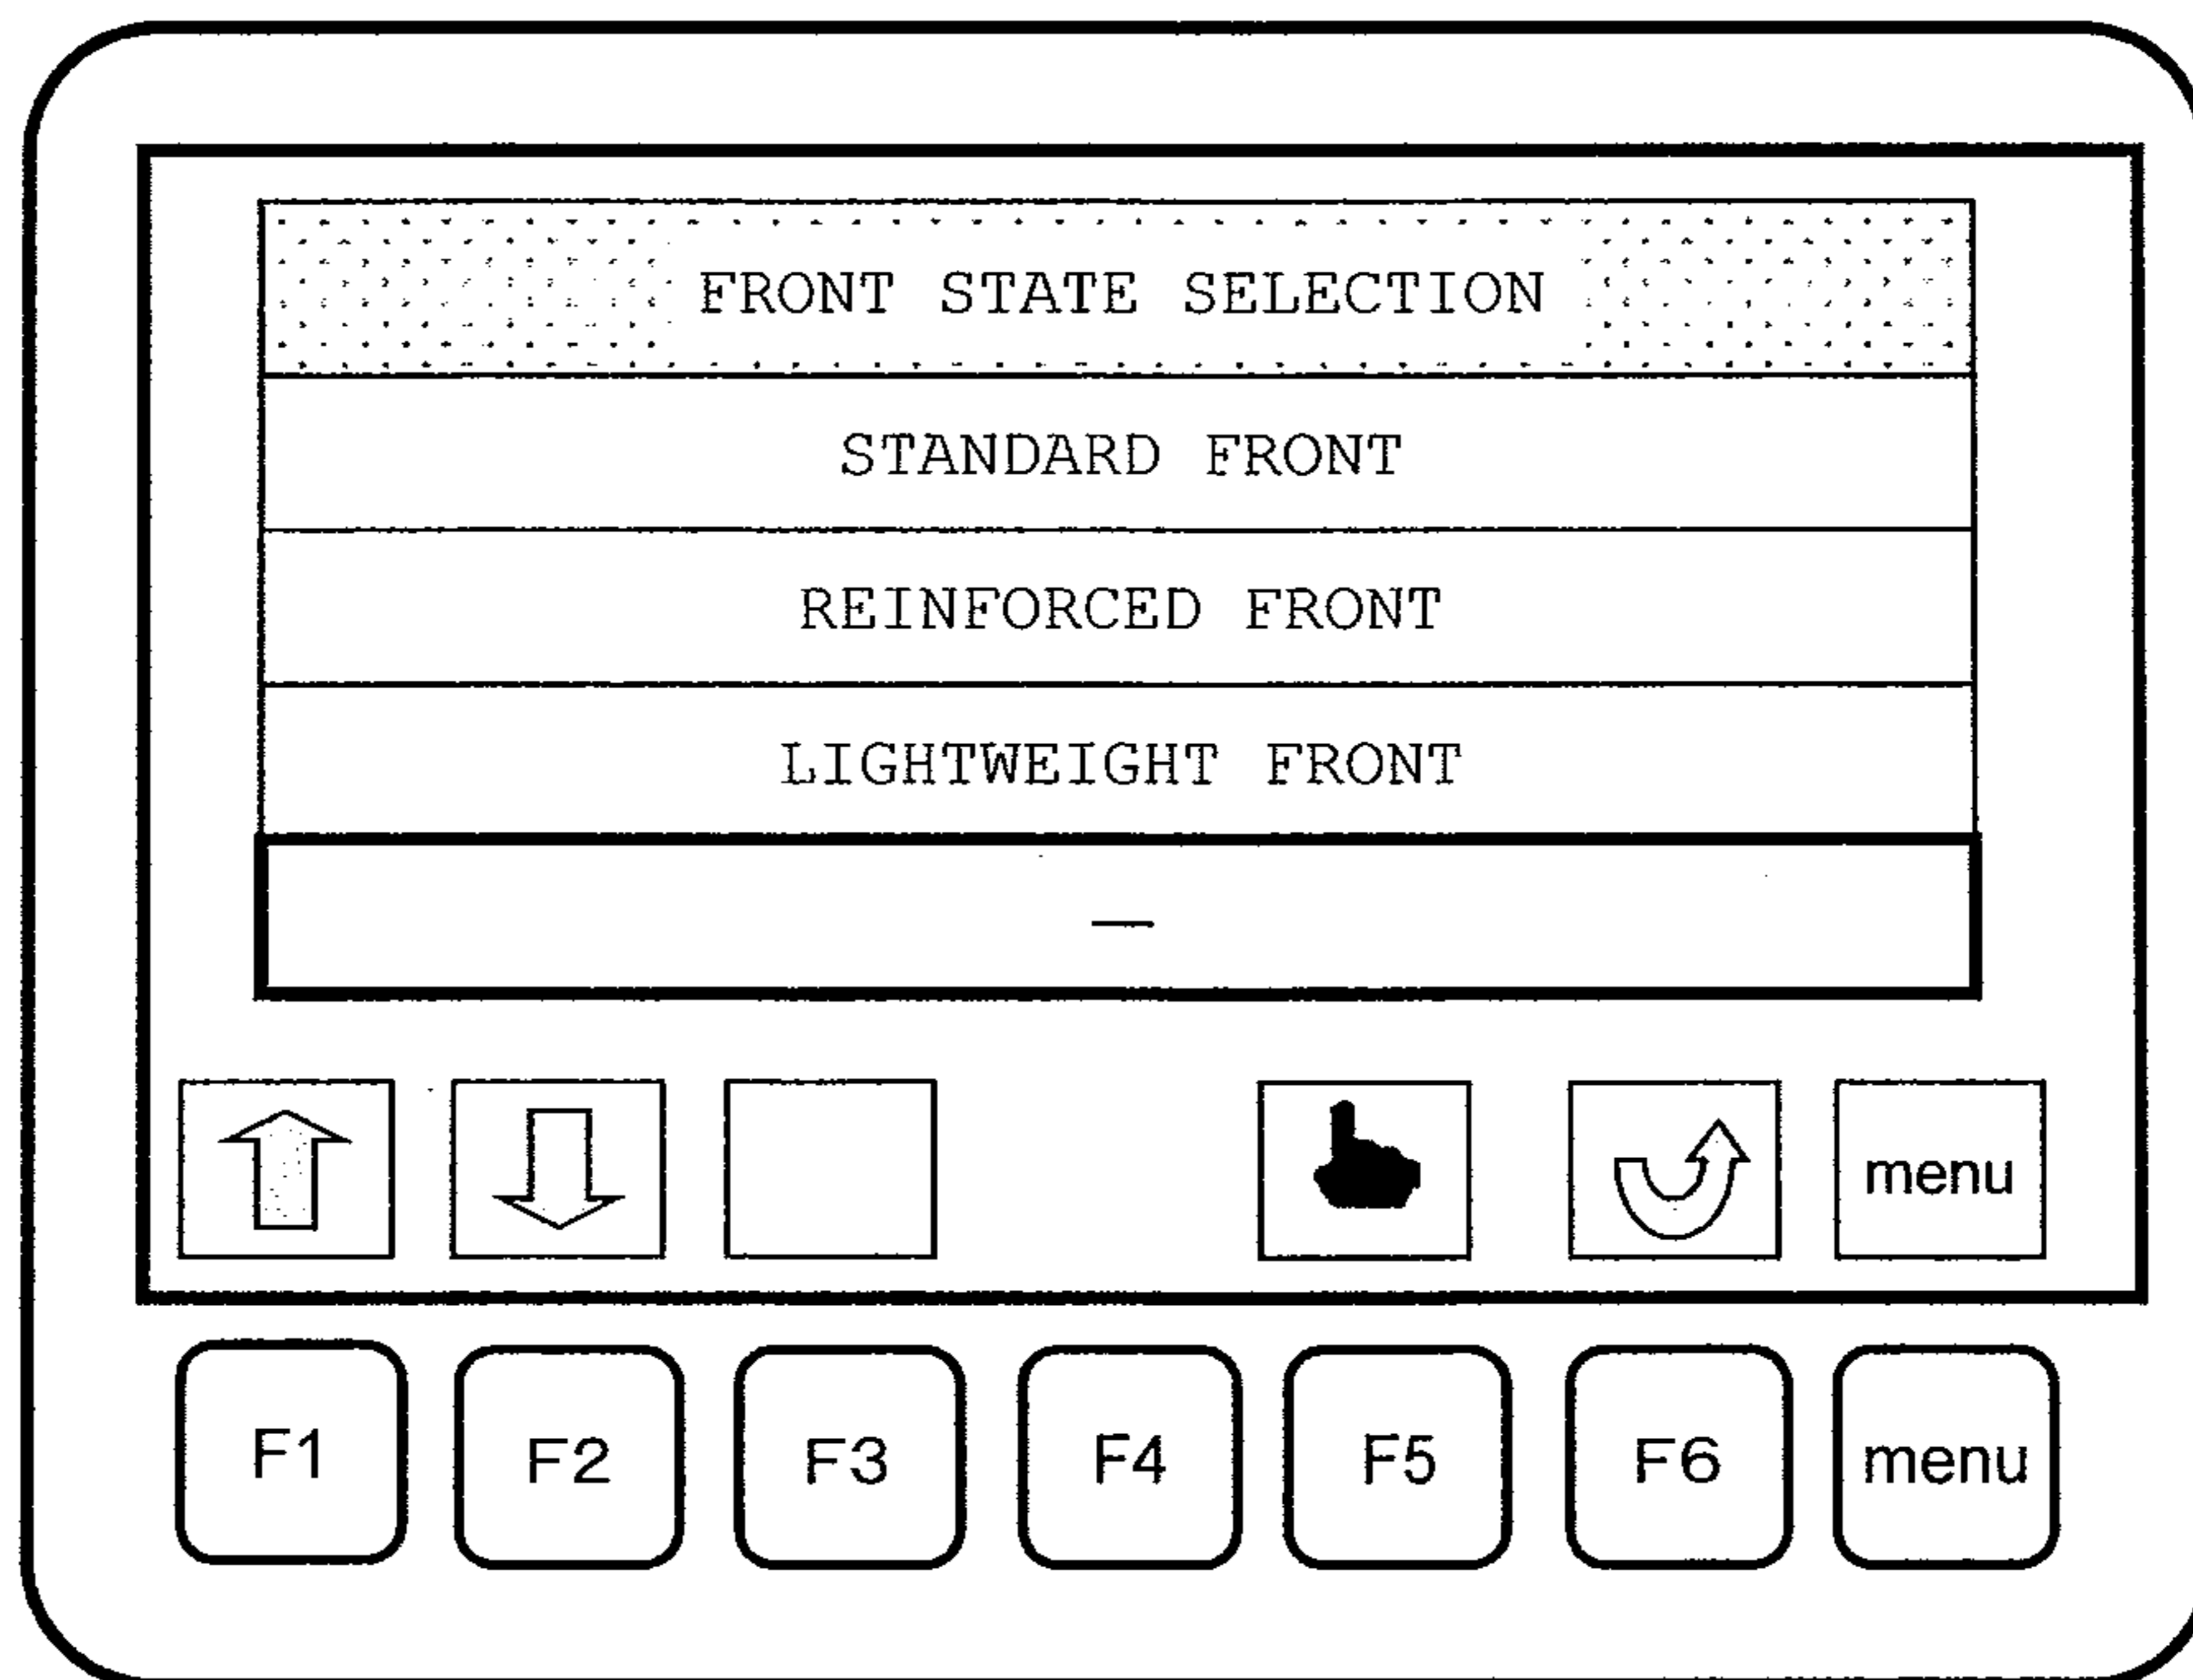 FRONT STATE SELECTION
STANDARD FRONT
REINFORCED FRONT
LIGHTWEIGHT FRONT
—
menu
F1 F2 F3 F4 F5 F6 menu